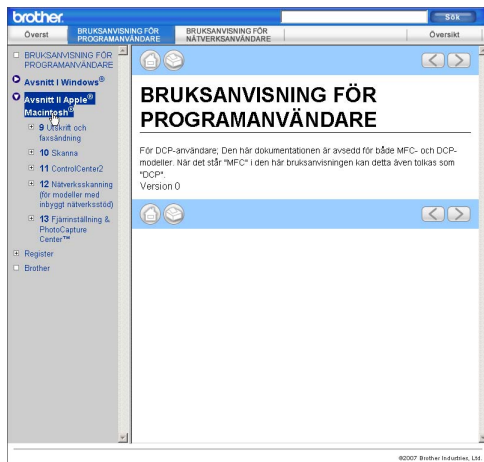 brother.
Sök
Överst
BRUKSANVISNING FÖR
PROGRAMANVÄNDARE
BRUKSANVISNING FÖR
NÄTVERKSANVÄNDARE
Översikt
BRUKSANVISNING FÖR
PROGRAMANVÄNDARE
Avsnitt I Windows®
Avsnitt II Apple®
Macintosh®
9 Utskrift och
faxsändning
10 Skanna
11 ControlCenter2
12 Nätverksskanning
(för modeller med
inbyggt nätverksstöd)
13 Fjärrinställning &
PhotoCapture
Center™
Register
Brother
BRUKSANVISNING FÖR
PROGRAMANVÄNDARE
För DCP-användare; Den här dokumentationen är avsedd för både MFC- och DCP-
modeller. När det står "MFC" i den här bruksanvisningen kan detta även tolkas som
"DCP".
Version 0
©2007 Brother Industries, Ltd.